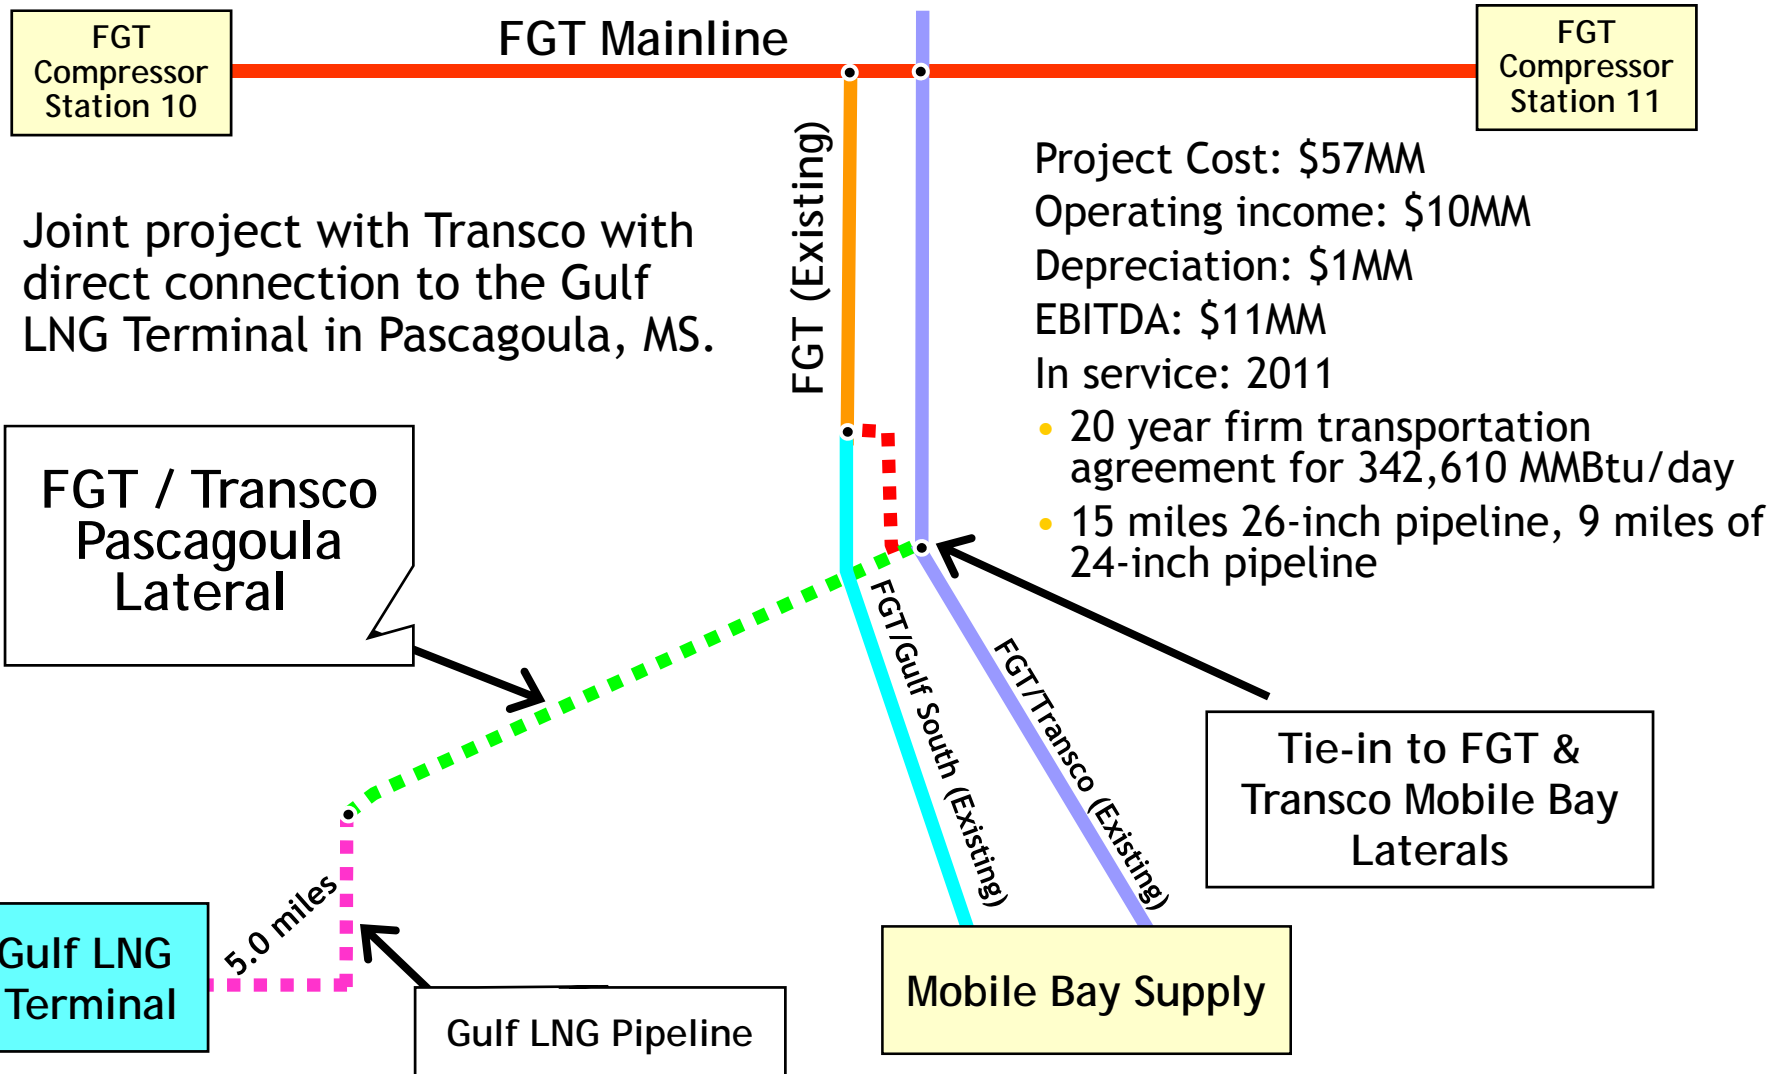 FGT
Compressor
Station 10
FGT Mainline
FGT
Compressor
Station 11
FGT (Existing)
Joint project with Transco with
direct connection to the Gulf
LNG Terminal in Pascagoula, MS.
Project Cost: $57MM
Operating income: $10MM
Depreciation: $1MM
EBITDA: $11MM
In service: 2011
• 20 year firm transportation
agreement for 342,610 MMBtu/day
• 15 miles 26-inch pipeline, 9 miles of
24-inch pipeline
FGT / Transco
Pascagoula
Lateral
FGT/Gulf South (Existing)
FGT/Transco (Existing)
Tie-in to FGT &
Transco Mobile Bay
Laterals
5.0 miles
Gulf LNG
Terminal
Gulf LNG Pipeline
Mobile Bay Supply